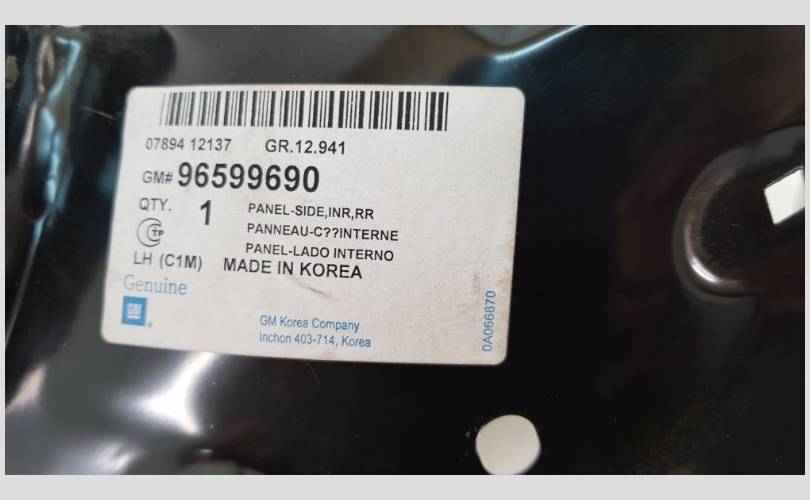 07894 12137 GR.12.941
GM# 96599690
QTY. 1 PANEL-SIDE,INR,RR
PANNEAU-C??INTERNE
PANEL-LADO INTERNO
TP
LH (C1M) MADE IN KOREA
Genuine
GM
GM Korea Company
Inchon 403-714, Korea
0A066870